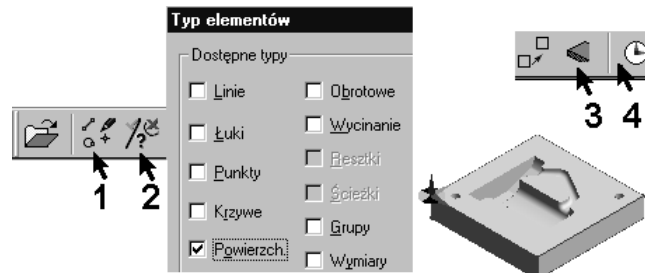 Typ elementów
Dostępne typy
Linie
Obrotowe
Łuki
Wycinanie
Punkty
Resztki
Krzywe
Ścieżki
Powierzch.
Grupy
Wymiary
1 2
3 4